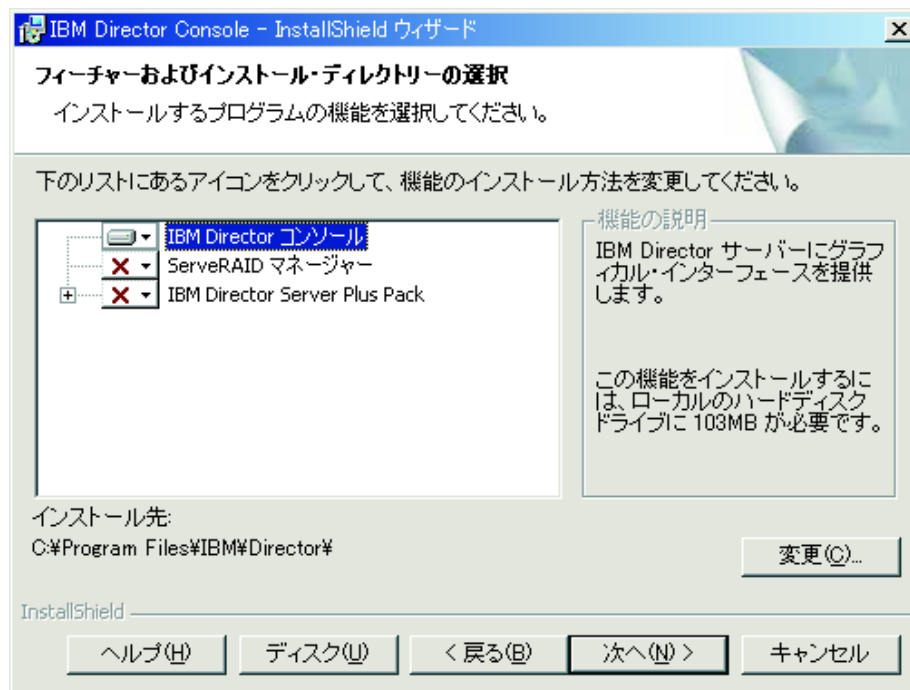 IBM Director Console - InstallShield ウィザード
フィーチャーおよびインストール・ディレクトリーの選択
インストールするプログラムの機能を選択してください。
下のリストにあるアイコンをクリックして、機能のインストール方法を変更してください。
IBM Director コンソール
ServeRAID マネージャー
IBM Director Server Plus Pack
機能の説明
IBM Director サーバーにグラフ
ィカル・インターフェースを提供
します。
この機能をインストールするに
は、ローカルのハードディスク
ドライブに 103MB が必要です。
インストール先:
C:¥Program Files¥IBM¥Director¥
変更(C)...
InstallShield
ヘルプ(H)
ディスク(U)
< 戻る(B)
次へ(N) >
キャンセル